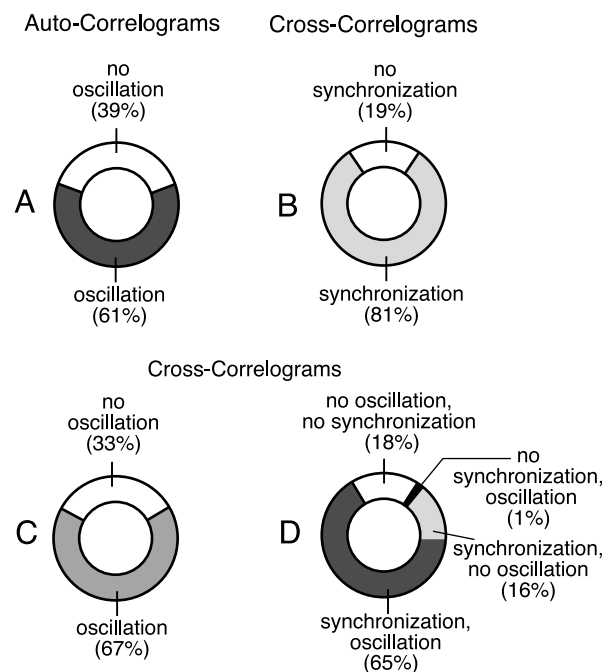 Auto-Correlograms
Cross-Correlograms
no
oscillation
(39%)
no
synchronization
(19%)
A
B
oscillation
(61%)
synchronization
(81%)
Cross-Correlograms
no
oscillation
(33%)
no oscillation,
no synchronization
(18%)
no
synchronization,
oscillation
(1%)
C
D
synchronization,
no oscillation
(16%)
oscillation
(67%)
synchronization,
oscillation
(65%)